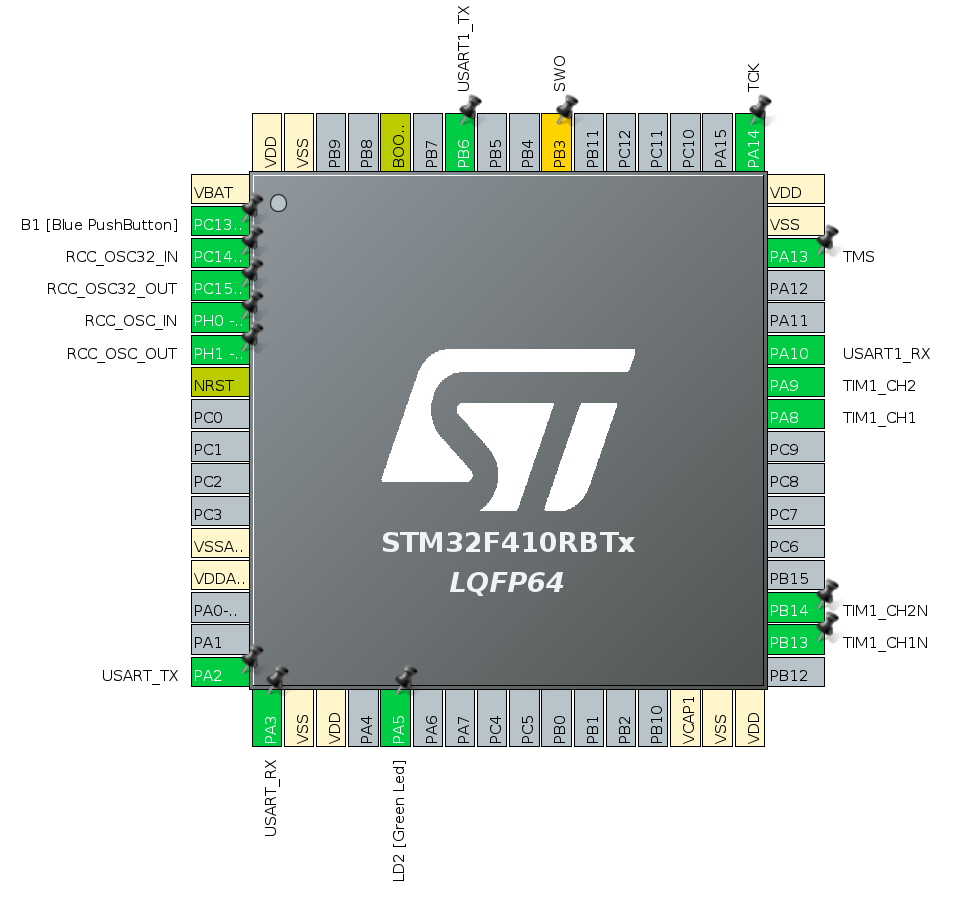 USART1_TX
SWO
TCK
VDD
VSS
PB9
PB8
BOO..
PB7
PB6
PB5
PB4
PB3
PB11
PC12
PC11
PC10
PA15
PA14
VBAT
B1 [Blue PushButton]
PC13..
RCC_OSC32_IN
PC14..
RCC_OSC32_OUT
PC15..
RCC_OSC_IN
PH0 -..
RCC_OSC_OUT
PH1 -..
NRST
PC0
PC1
PC2
PC3
VSSA..
VDDA..
PA0-..
PA1
USART_TX
PA2
STM32F410RBTx
LQFP64
VDD
VSS
PA13
TMS
PA12
PA11
PA10
USART1_RX
PA9
TIM1_CH2
PA8
TIM1_CH1
PC9
PC8
PC7
PC6
PB15
PB14
TIM1_CH2N
PB13
TIM1_CH1N
PB12
PA3
VSS
VDD
PA4
PA5
PA6
PA7
PC4
PC5
PB0
PB1
PB2
PB10
VCAP1
VSS
VDD
USART_RX
LD2 [Green Led]